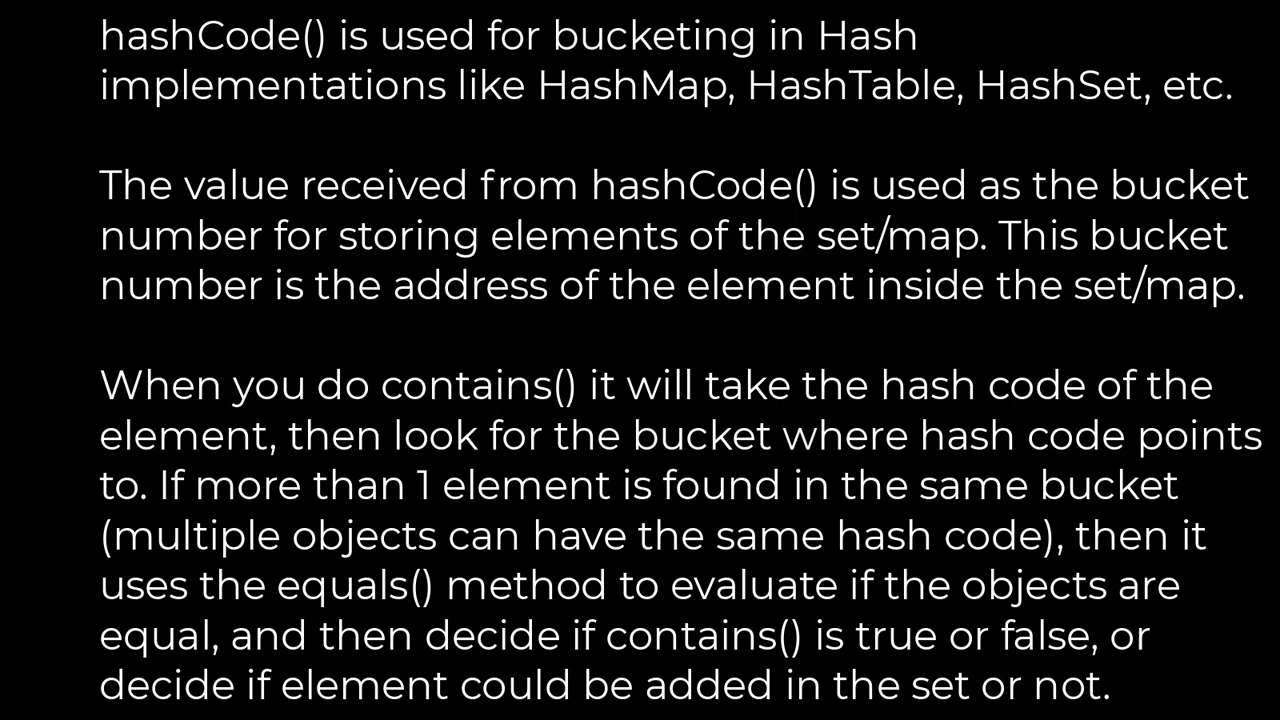 hashCode() is used for bucketing in Hash
implementations like HashMap, HashTable, HashSet, etc.
The value received from hashCode() is used as the bucket
number for storing elements of the set/map. This bucket
number is the address of the element inside the set/map.
When you do contains() it will take the hash code of the
element, then look for the bucket where hash code points
to. If more than 1 element is found in the same bucket
(multiple objects can have the same hash code), then it
uses the equals() method to evaluate if the objects are
equal, and then decide if contains() is true or false, or
decide if element could be added in the set or not.